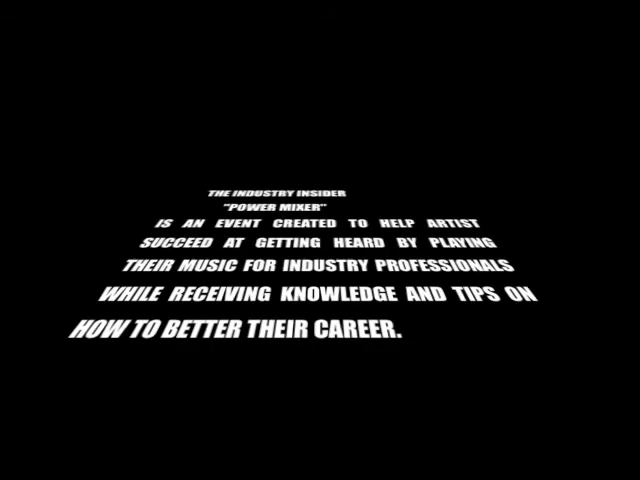 THE INDUSTRY INSIDER
"POWER MIXER"
IS AN EVENT CREATED TO HELP ARTIST
SUCCEED AT GETTING HEARD BY PLAYING
THEIR MUSIC FOR INDUSTRY PROFESSIONALS
WHILE RECEIVING KNOWLEDGE AND TIPS ON
HOW TO BETTER THEIR CAREER.